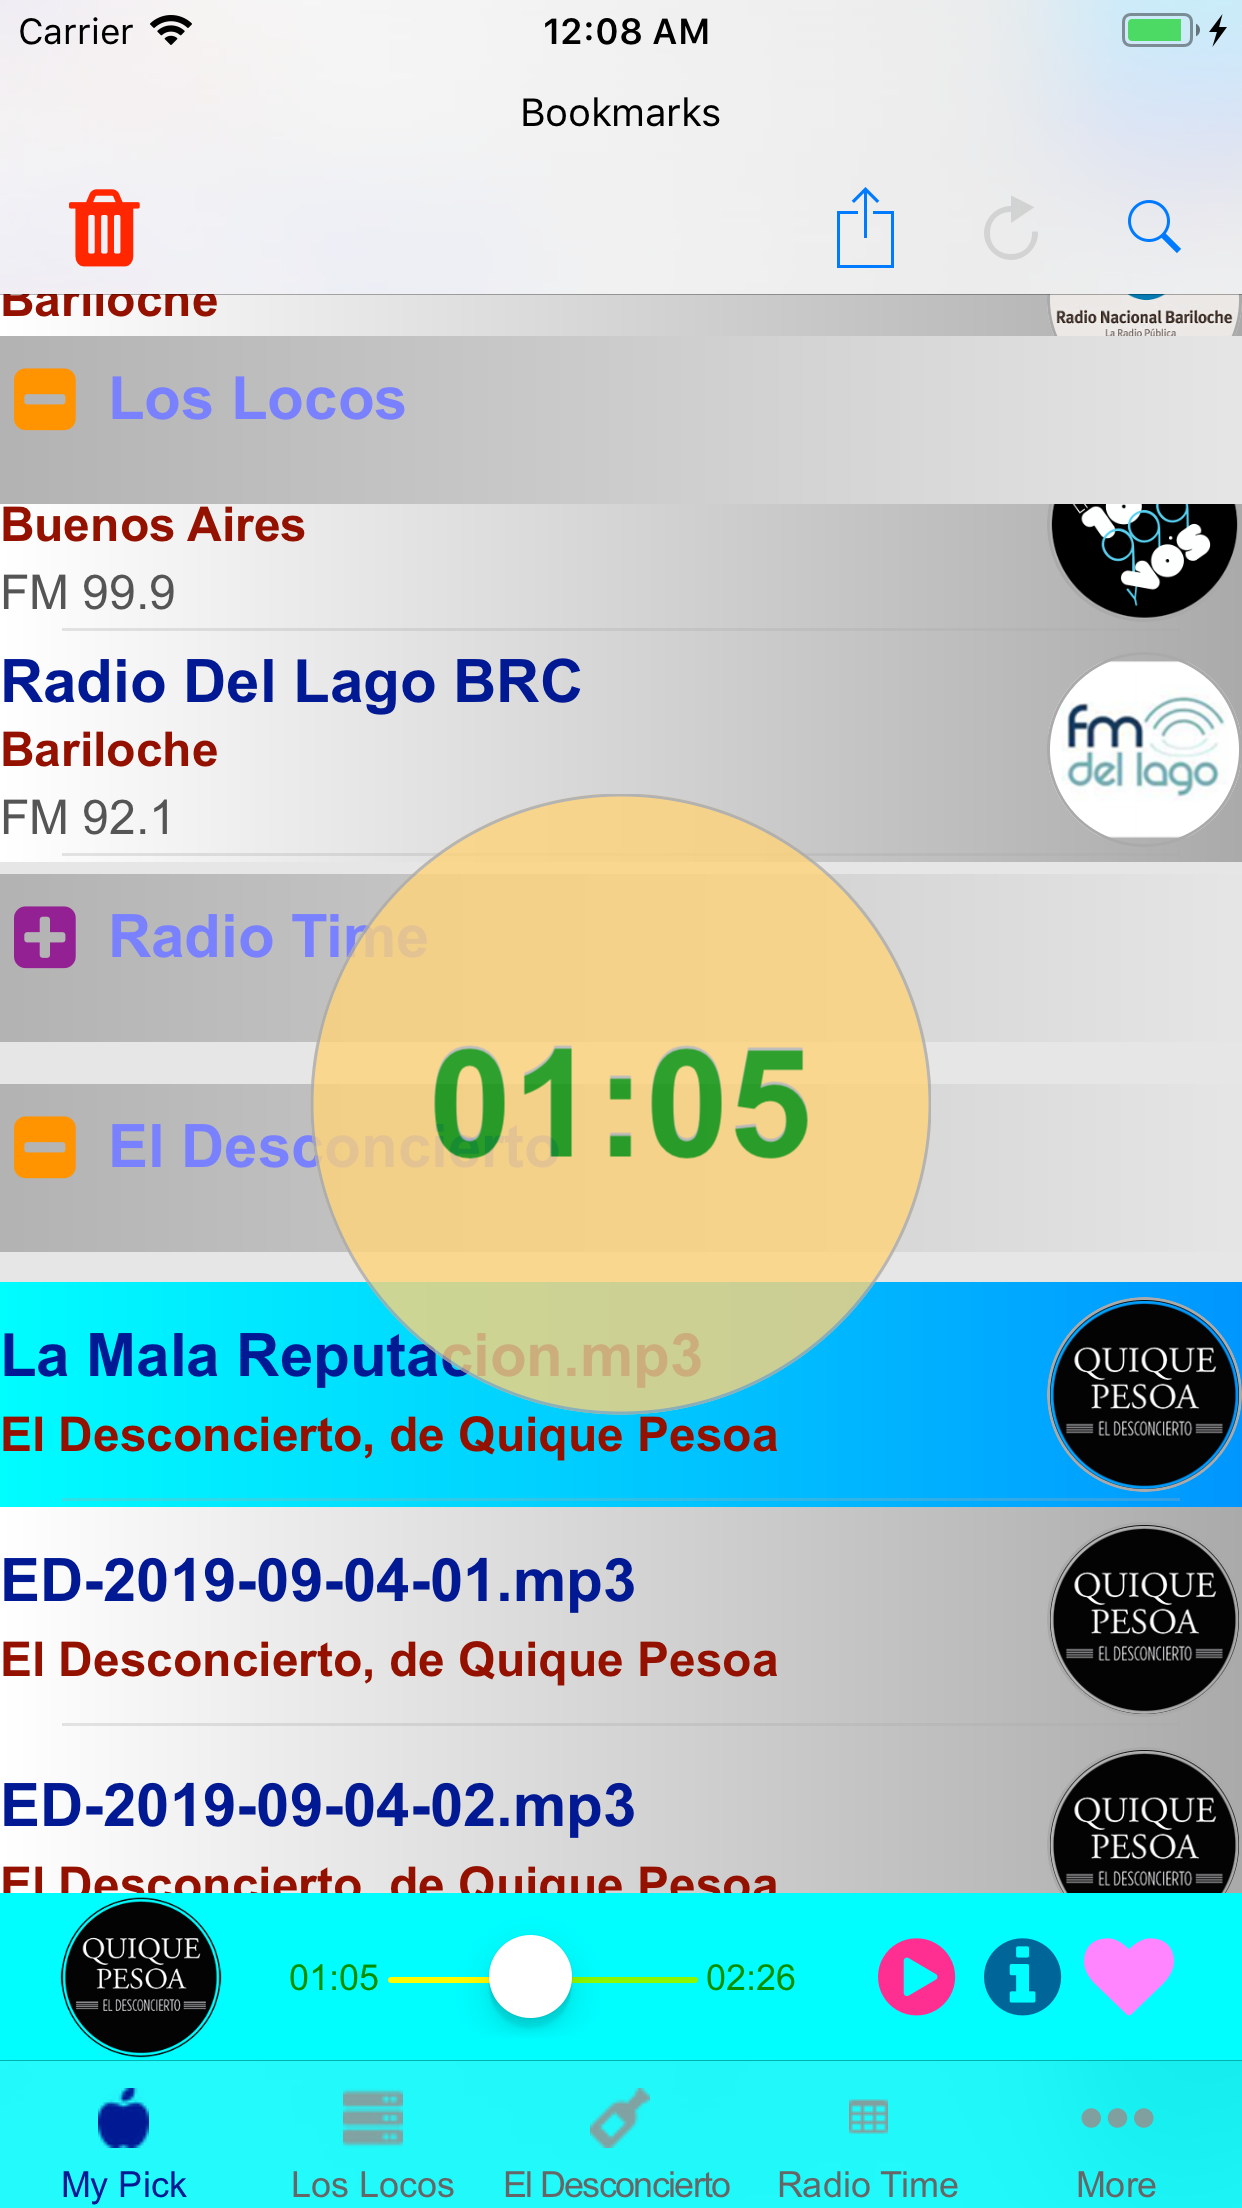 Carrier
12:08 AM
Bookmarks
Bariloche
Radio Nacional Bariloche
La Radio Pública
Los Locos
Buenos Aires
FM 99.9
Radio Del Lago BRC
Bariloche
FM 92.1
fm
del lago
Radio Time
01:05
El Desconcierto
La Mala Reputacion.mp3
El Desconcierto, de Quique Pesoa
QUIQUE
PESOA
EL DESCONCIERTO
ED-2019-09-04-01.mp3
El Desconcierto, de Quique Pesoa
QUIQUE
PESOA
EL DESCONCIERTO
ED-2019-09-04-02.mp3
El Desconcierto, de Quique Pesoa
QUIQUE
PESOA
EL DESCONCIERTO
QUIQUE
PESOA
EL DESCONCIERTO
01:05
02:26
My Pick
Los Locos
El Desconcierto
Radio Time
More